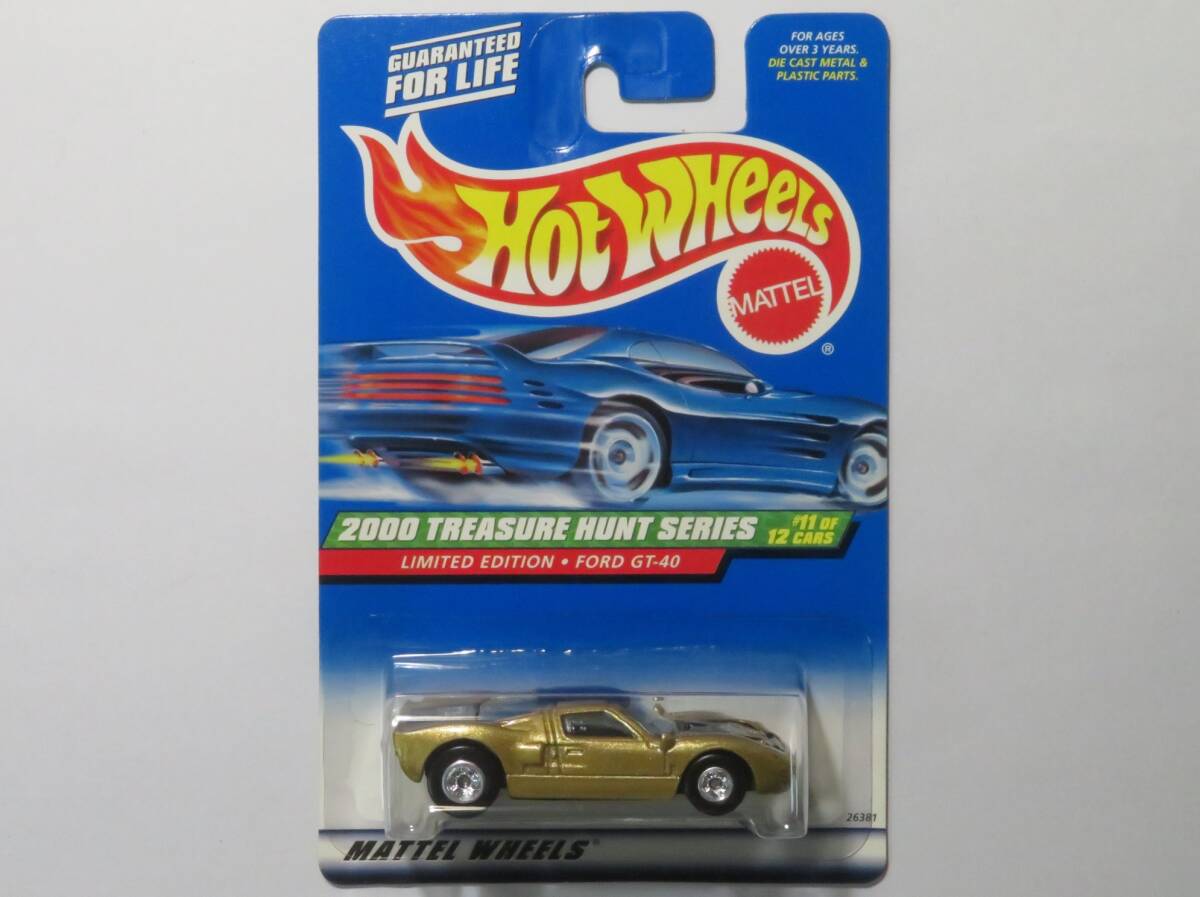 GUARANTEED
FOR LIFE
FOR AGES
OVER 3 YEARS.
DIE CAST METAL &
PLASTIC PARTS.
HOT WHEELS
MATTEL
®
2000 TREASURE HUNT SERIES
#11 OF
12 CARS
LIMITED EDITION • FORD GT-40
26381
MATTEL WHEELS®